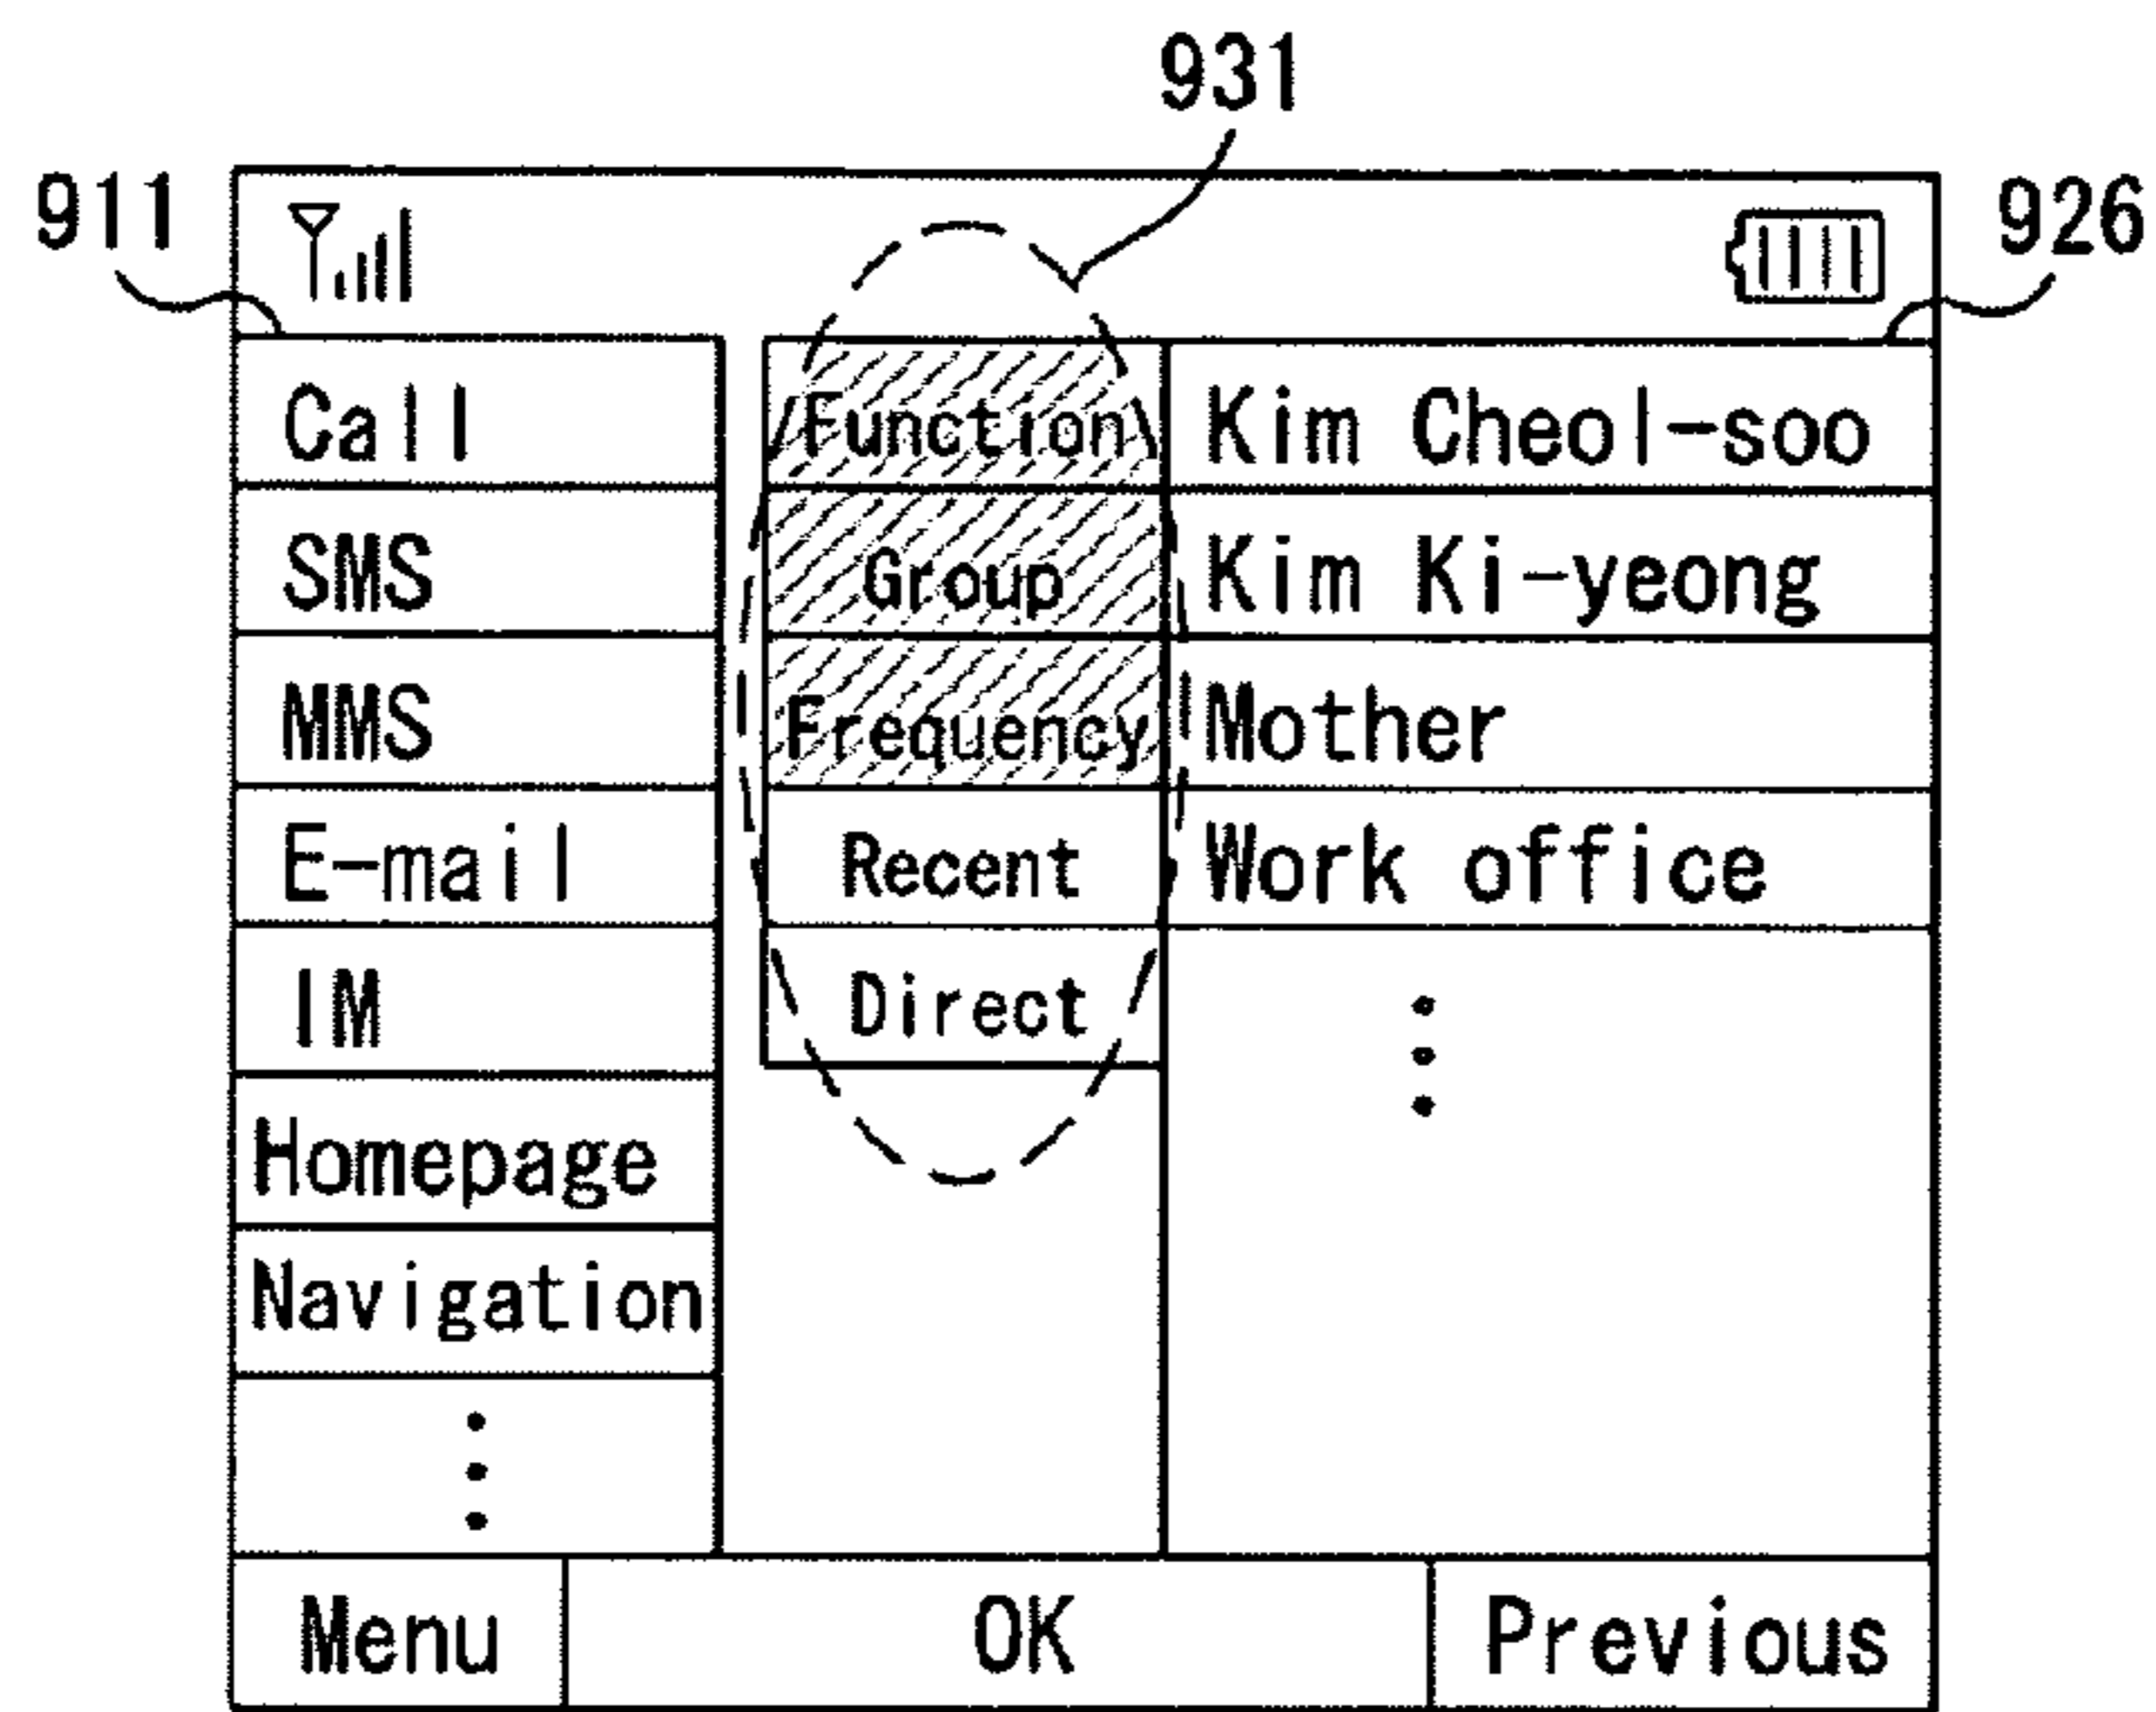 931
911
926
Call
SMS
MMS
E-mail
IM
Homepage
Navigation
Function
Group
Frequency
Recent
Direct
Kim Cheol-soo
Kim Ki-yeong
Mother
Work office
Menu
OK
Previous